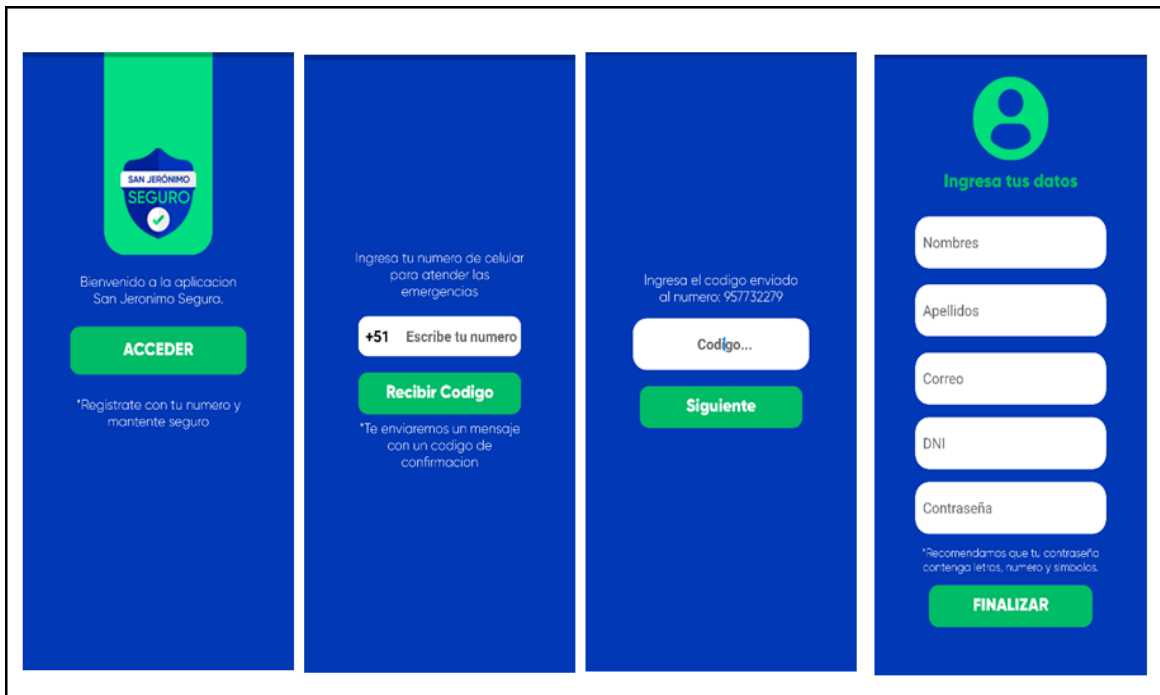 SAN JERÓNIMO
SEGURO
Bienvenido a la aplicacion
San Jeronimo Segura.
ACCEDER
*Registrate con tu numero y
mantente seguro
Ingresa tu numero de celular
para atender las
emergencias
+51 Escribe tu numero
Recibir Codigo
*Te enviaremos un mensaje
con un codigo de
confirmacion
Ingresa el codigo enviado
al numero: 957732279
Codigo...
Siguiente
Ingresa tus datos
Nombres
Apellidos
Correo
DNI
Contraseña
*Recomendamos que tu contraseña
contenga letras, numero y simbolos.
FINALIZAR